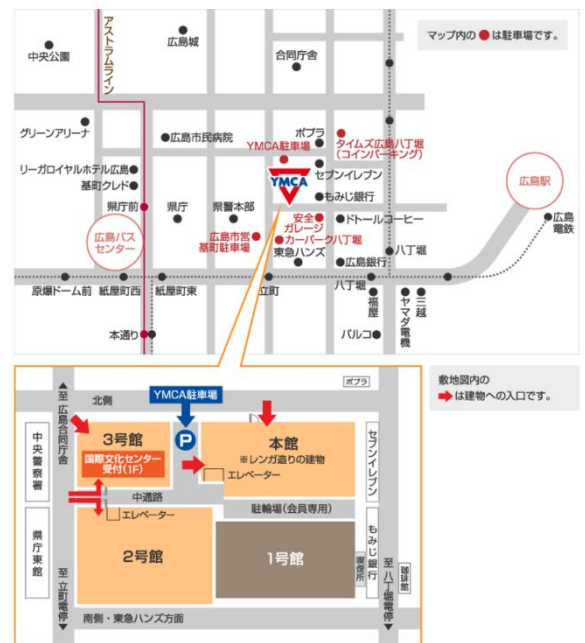 アストラムライン
中央公園
広島城
合同庁舎
マップ内の●は駐車場です。
グリーンアリーナ
広島市民病院
ポプラ
タイムズ広島八丁堀
(コインパーキング)
YMCA駐車場
リーガロイヤルホテル広島
セブンイレブン
YMCA
基町クレド
もみじ銀行
広島駅
県庁前
県庁
県警本部
安全
ガレージ
ドトールコーヒー
広島
電鉄
広島バス
センター
広島市営
基町駐車場
カーパーク八丁堀
東急ハンズ
八丁堀
広島銀行
原爆ドーム前
紙屋町西
紙屋町東
立町
八丁堀
福屋
ヤマダ電機
三越
本通り
パルコ
敷地図内の
➡は建物への入口です。
ポプラ
YMCA駐車場
北側
至 広島合同庁舎
P
3号館
国際文化センター
受付(1F)
本館
※レンガ造りの建物
エレベーター
中央警察署
セブンイレブン
中通路
エレベーター
駐輪場(会員専用)
県庁東館
2号館
1号館
喫煙所
もみじ銀行
珈琲館
至 立町電停
至 八丁堀電停
南側・東急ハンズ方面